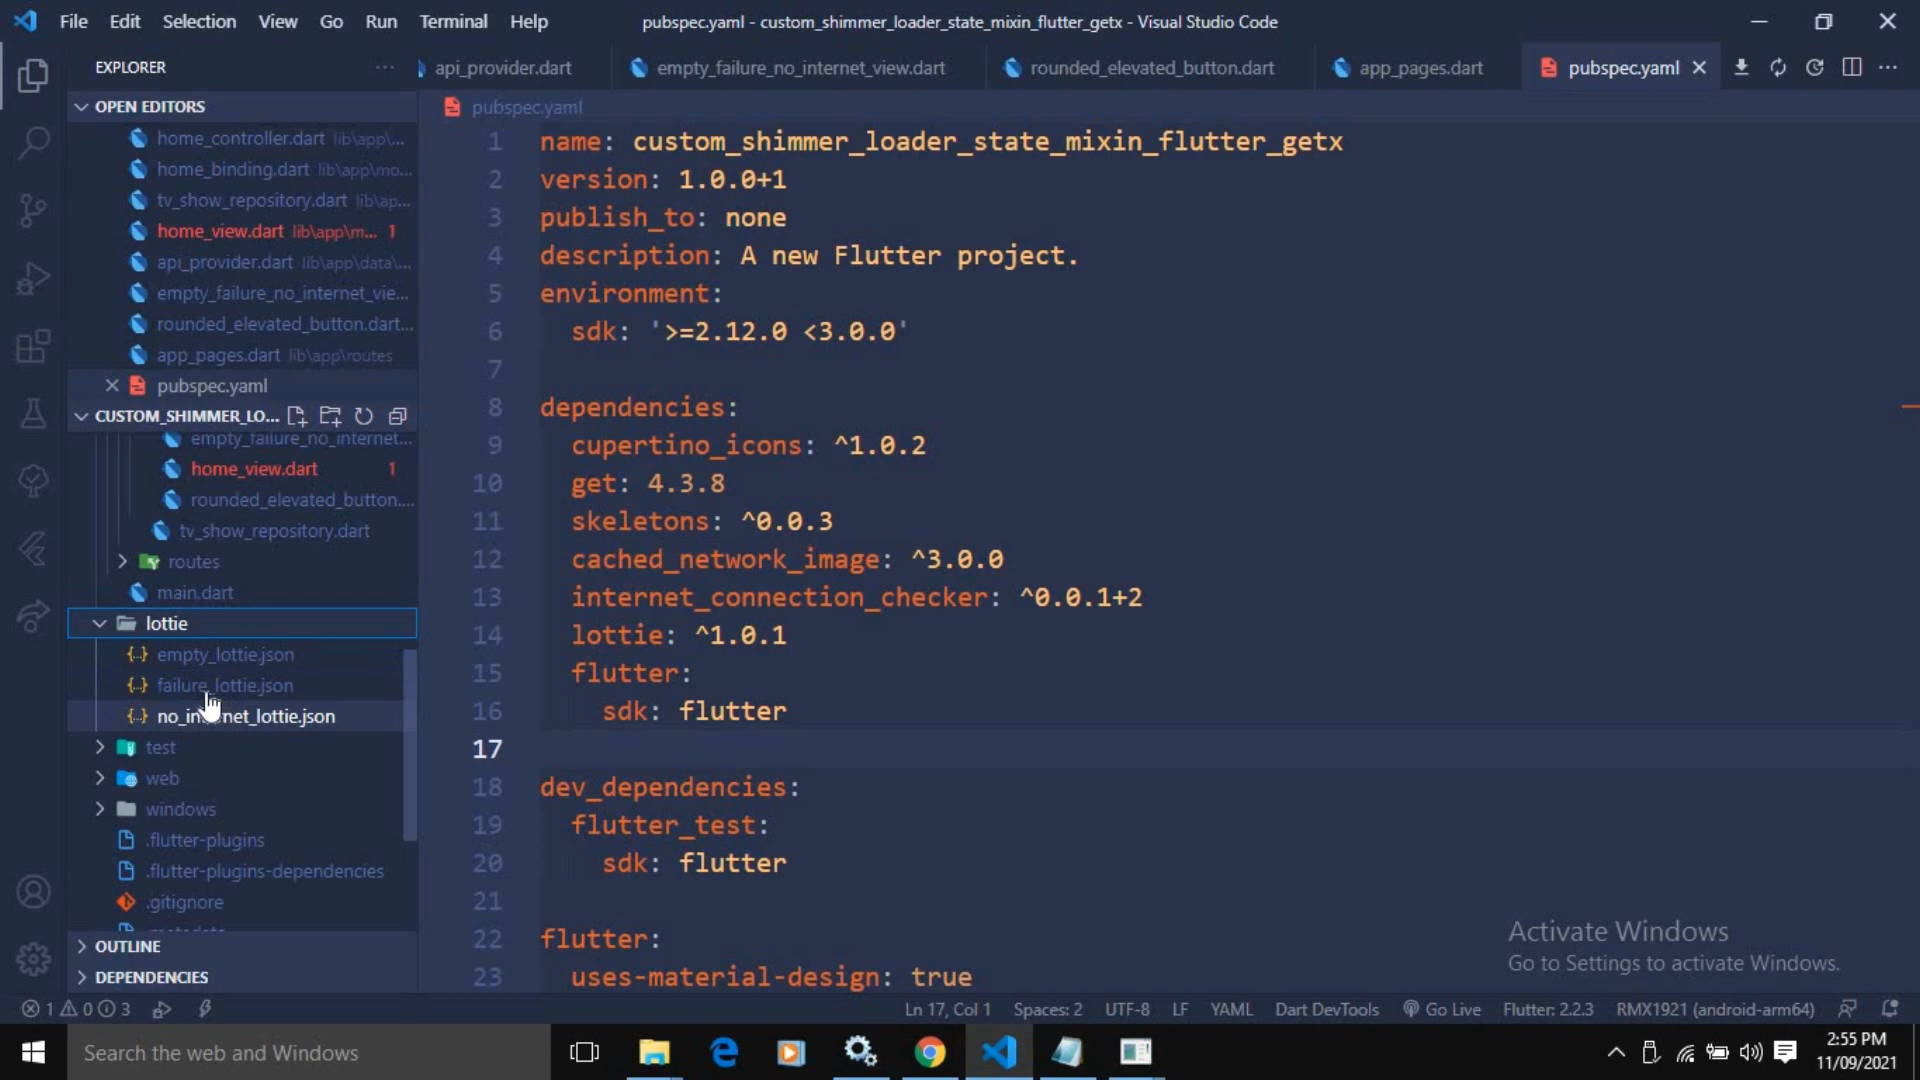 File Edit Selection View Go Run Terminal Help
pubspec.yaml - custom_shimmer_loader_state_mixin_flutter_getx - Visual Studio Code
EXPLORER
api_provider.dart empty_failure_no_internet_view.dart rounded_elevated_button.dart app_pages.dart pubspec.yaml
OPEN EDITORS
home_controller.dart lib\app\...
home_binding.dart lib\app\mo...
tv_show_repository.dart lib\ap...
home_view.dart lib\app\m... 1
api_provider.dart lib\app\data\...
empty_failure_no_internet_vie...
rounded_elevated_button.dart...
app_pages.dart lib\app\routes
pubspec.yaml
CUSTOM_SHIMMER_LO...
empty_failure_no_internet...
home_view.dart 1
rounded_elevated_button....
tv_show_repository.dart
routes
main.dart
lottie
empty_lottie.json
failure_lottie.json
test
web
windows
.flutter-plugins
.flutter-plugins-dependencies
.gitignore
OUTLINE
DEPENDENCIES
pubspec.yaml
1 name: custom_shimmer_loader_state_mixin_flutter_getx
2 version: 1.0.0+1
3 publish_to: none
4 description: A new Flutter project.
5 environment:
6 sdk: '>=2.12.0 <3.0.0'
7
8 dependencies:
9 cupertino_icons: ^1.0.2
10 get: 4.3.8
11 skeletons: ^0.0.3
12 cached_network_image: ^3.0.0
13 internet_connection_checker: ^0.0.1+2
14 lottie: ^1.0.1
15 flutter:
16 sdk: flutter
17
18 dev_dependencies:
19 flutter_test:
20 sdk: flutter
21
22 flutter:
23 uses-material-design: true
Activate Windows
Go to Settings to activate Windows.
1 0 3 Ln 17, Col 1 Spaces: 2 UTF-8 LF YAML Dart DevTools Go Live Flutter: 2.2.3 RMX1921 (android-arm64)
Search the web and Windows
2:55 PM
11/09/2021